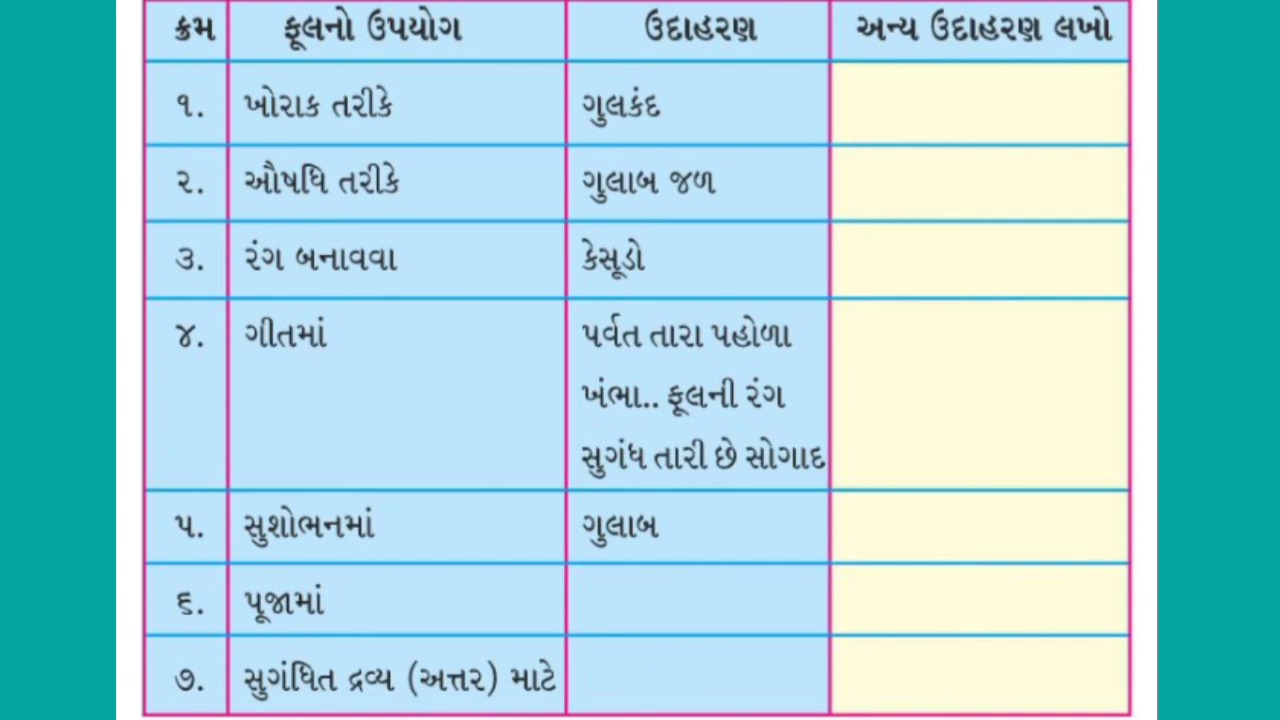 ક્રમ ફૂલનો ઉપયોગ ઉદાહરણ અન્ય ઉદાહરણ લખો
૧. ખોરાક તરીકે ગુલકંદ
૨. ઔષધિ તરીકે ગુલાબ જળ
૩. રંગ બનાવવા કેસૂડો
૪. ગીતમાં પર્વત તારા પહોળા
ખંભા.. ફૂલની રંગ
સુગંધ તારી છે સોગાદ
૫. સુશોભનમાં ગુલાબ
૬. પૂજામાં
૭. સુગંધિત દ્રવ્ય (અત્તર) માટે